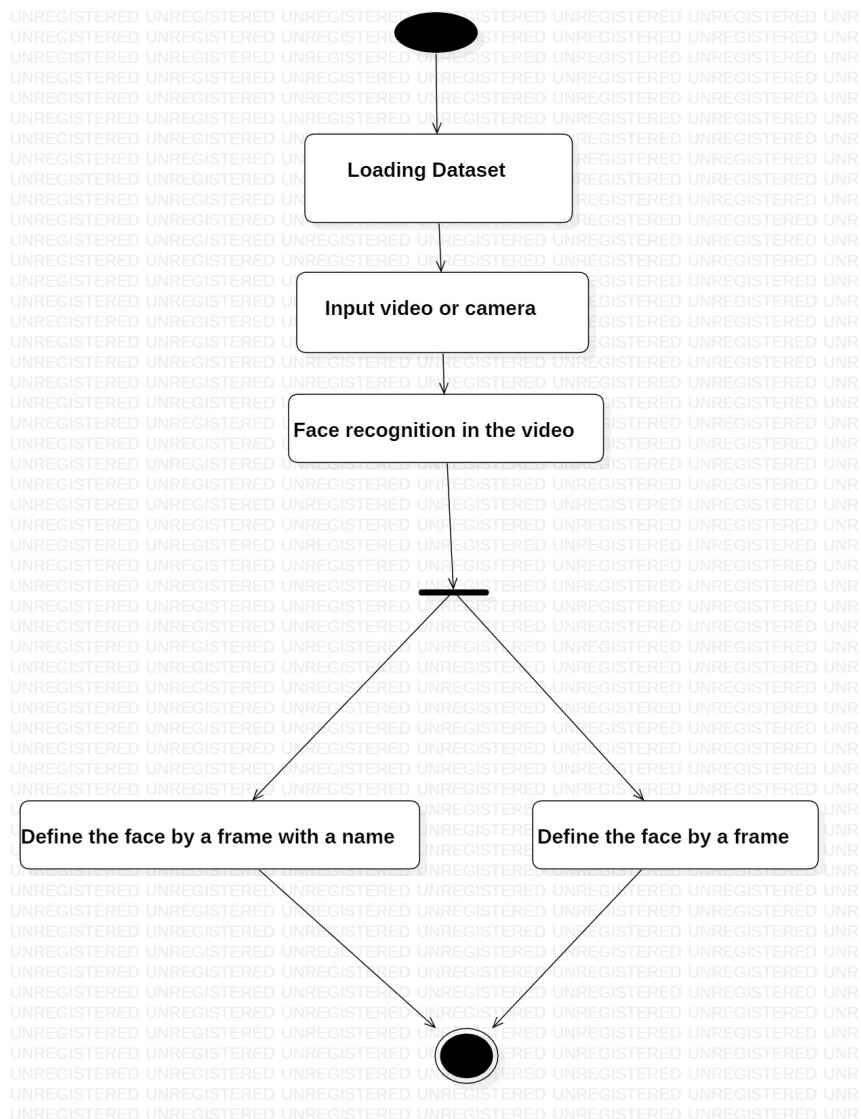 Loading Dataset
Input video or camera
Face recognition in the video
Define the face by a frame with a name
Define the face by a frame
UNREGISTERED